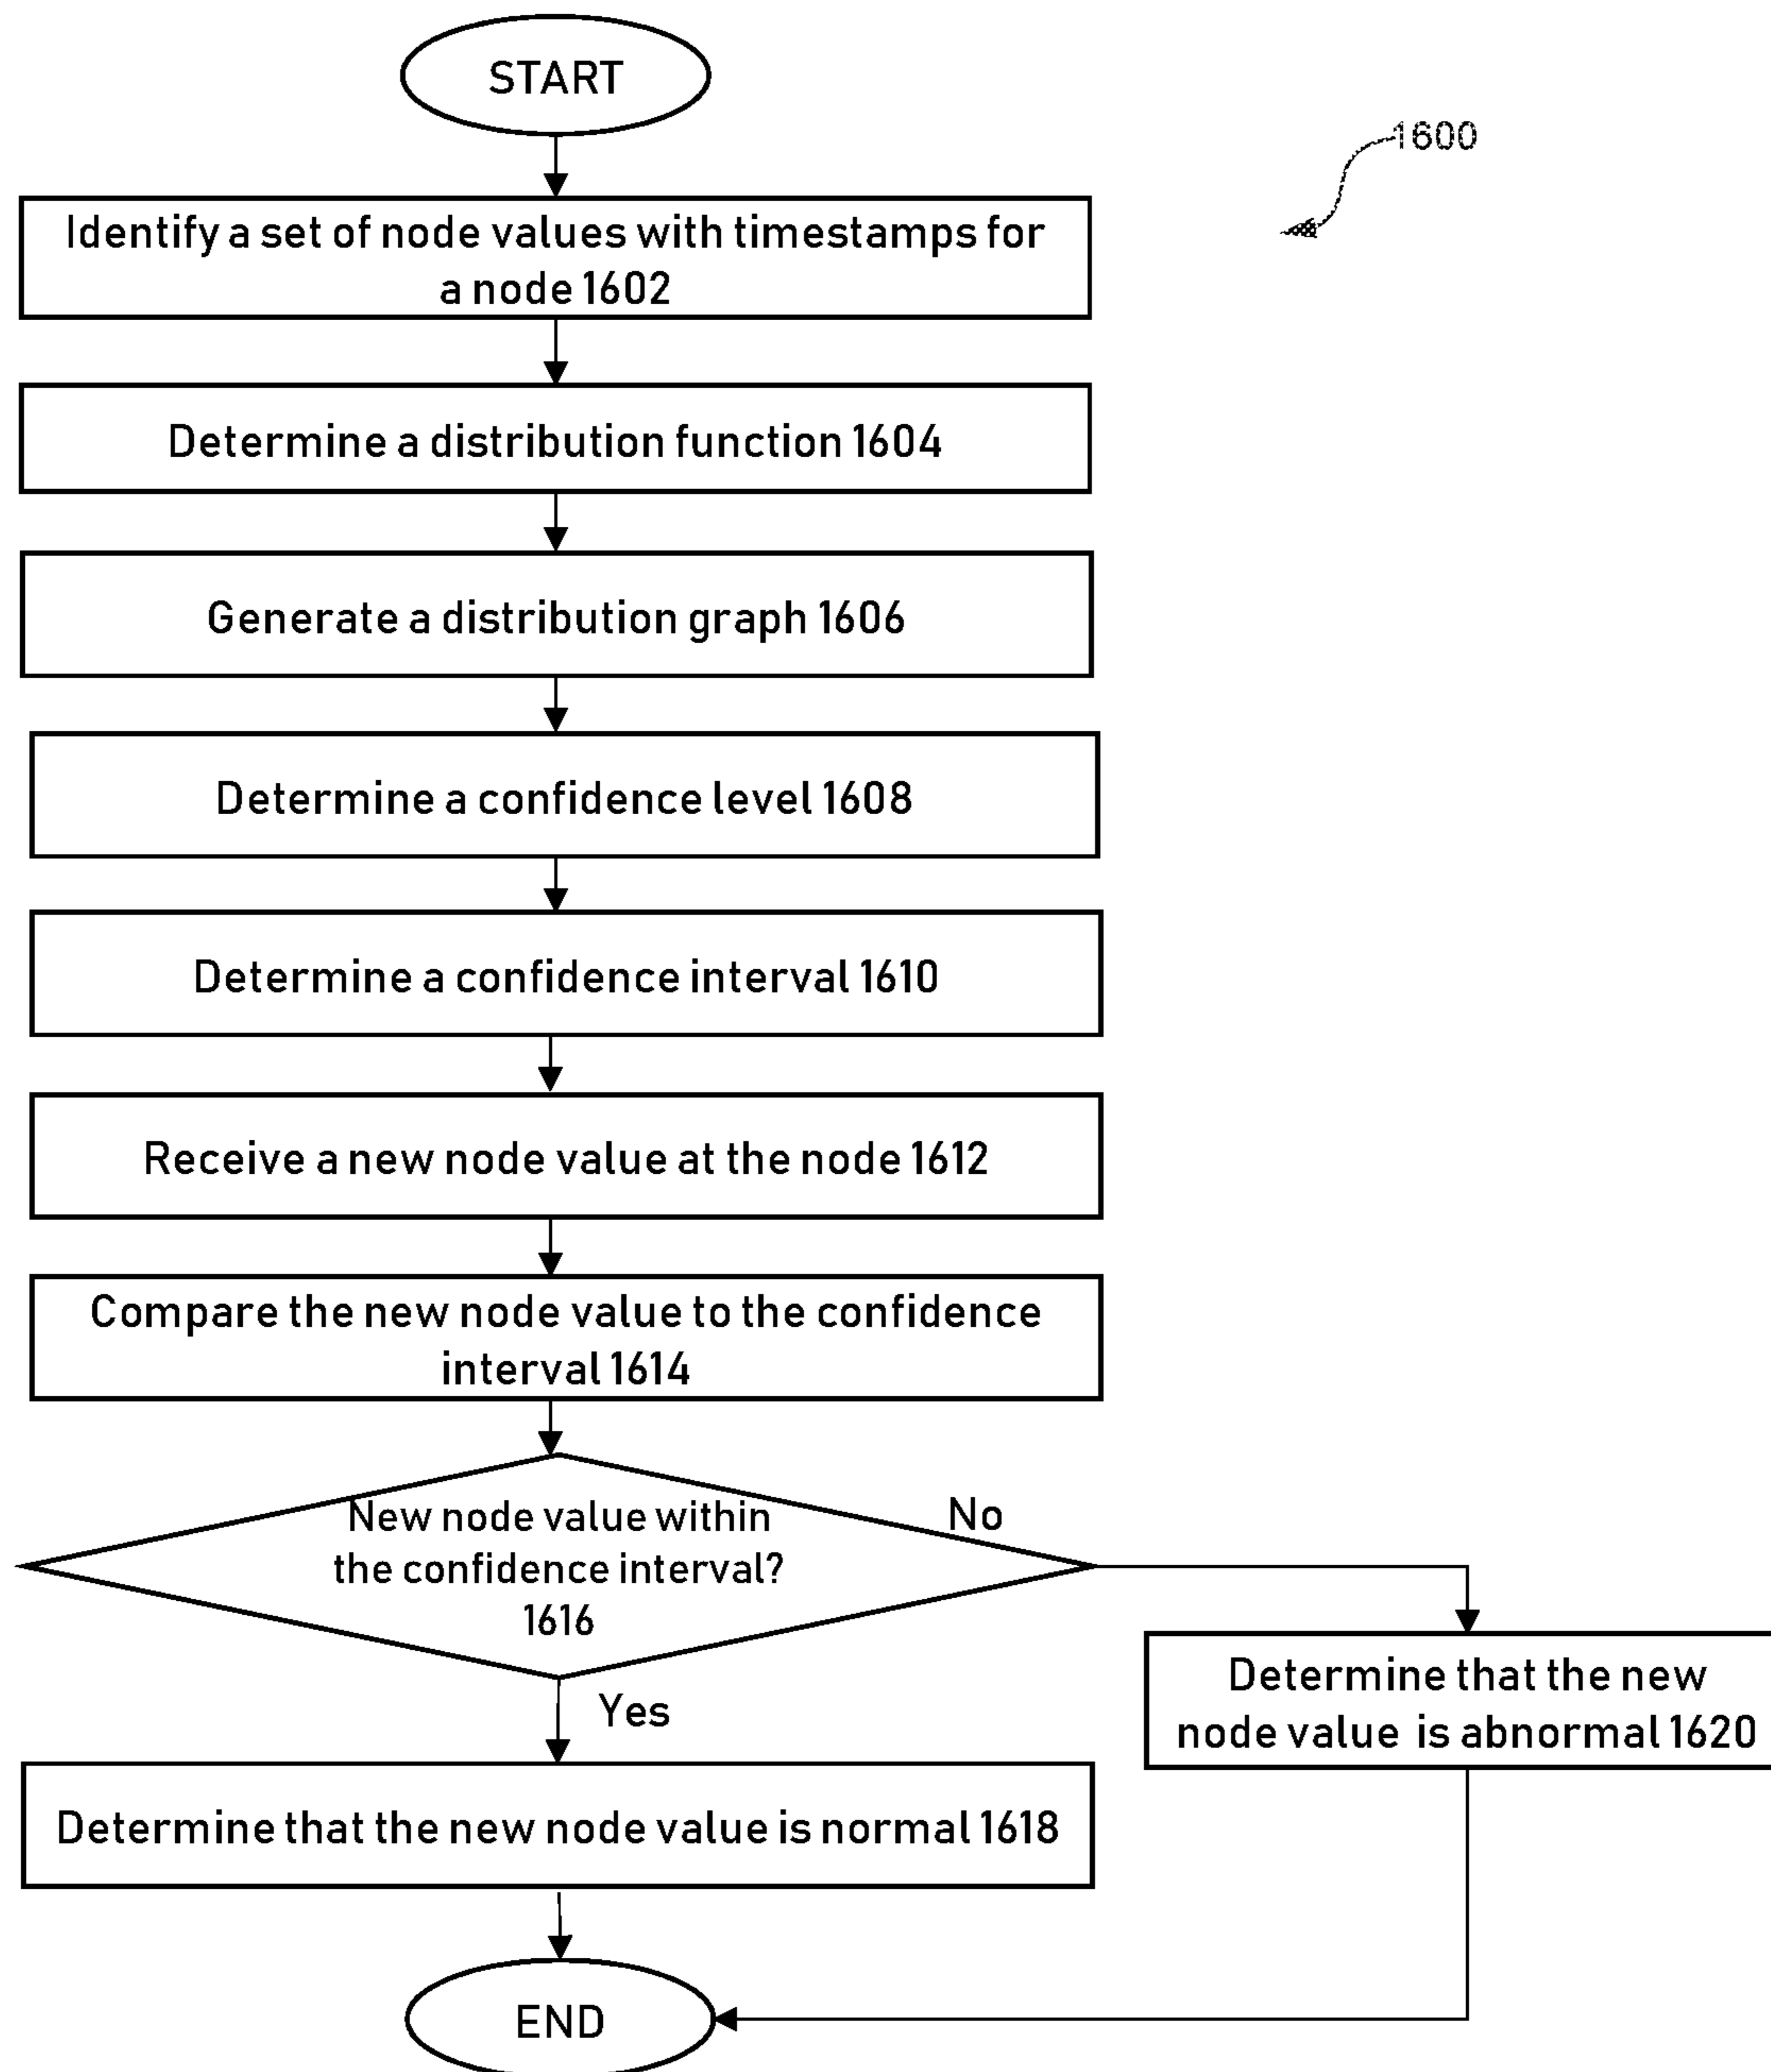 START
1600
Identify a set of node values with timestamps for
a node 1602
Determine a distribution function 1604
Generate a distribution graph 1606
Determine a confidence level 1608
Determine a confidence interval 1610
Receive a new node value at the node 1612
Compare the new node value to the confidence
interval 1614
New node value within
the confidence interval?
1616
No
Yes
Determine that the new
node value is abnormal 1620
Determine that the new node value is normal 1618
END